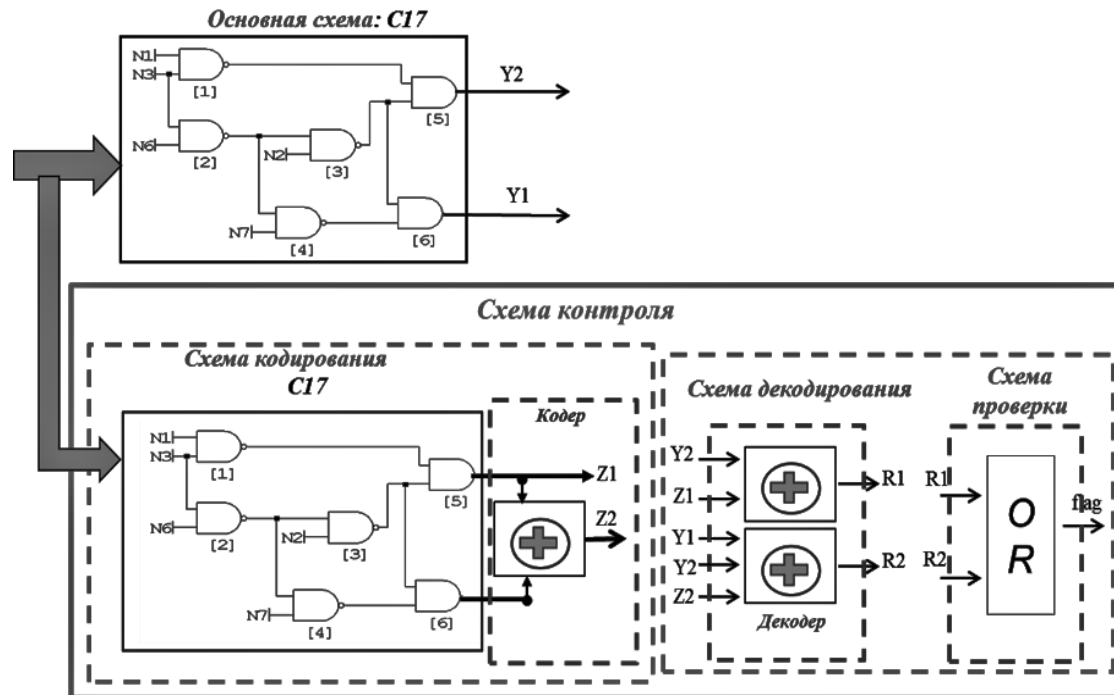 Основная схема: C17
N1
N3
[1]
Y2
[5]
N6
[2]
N2
[3]
Y1
N7
[4]
[6]
Схема контроля
Схема кодирования
C17
Кодер
N1
N3
[1]
Z1
[5]
N6
[2]
N2
[3]
Z2
N7
[4]
[6]
Схема декодирования
Y2
Z1
R1
Y1
Y2
Z2
R2
Декодер
Схема
проверки
R1
R2
O
R
flag